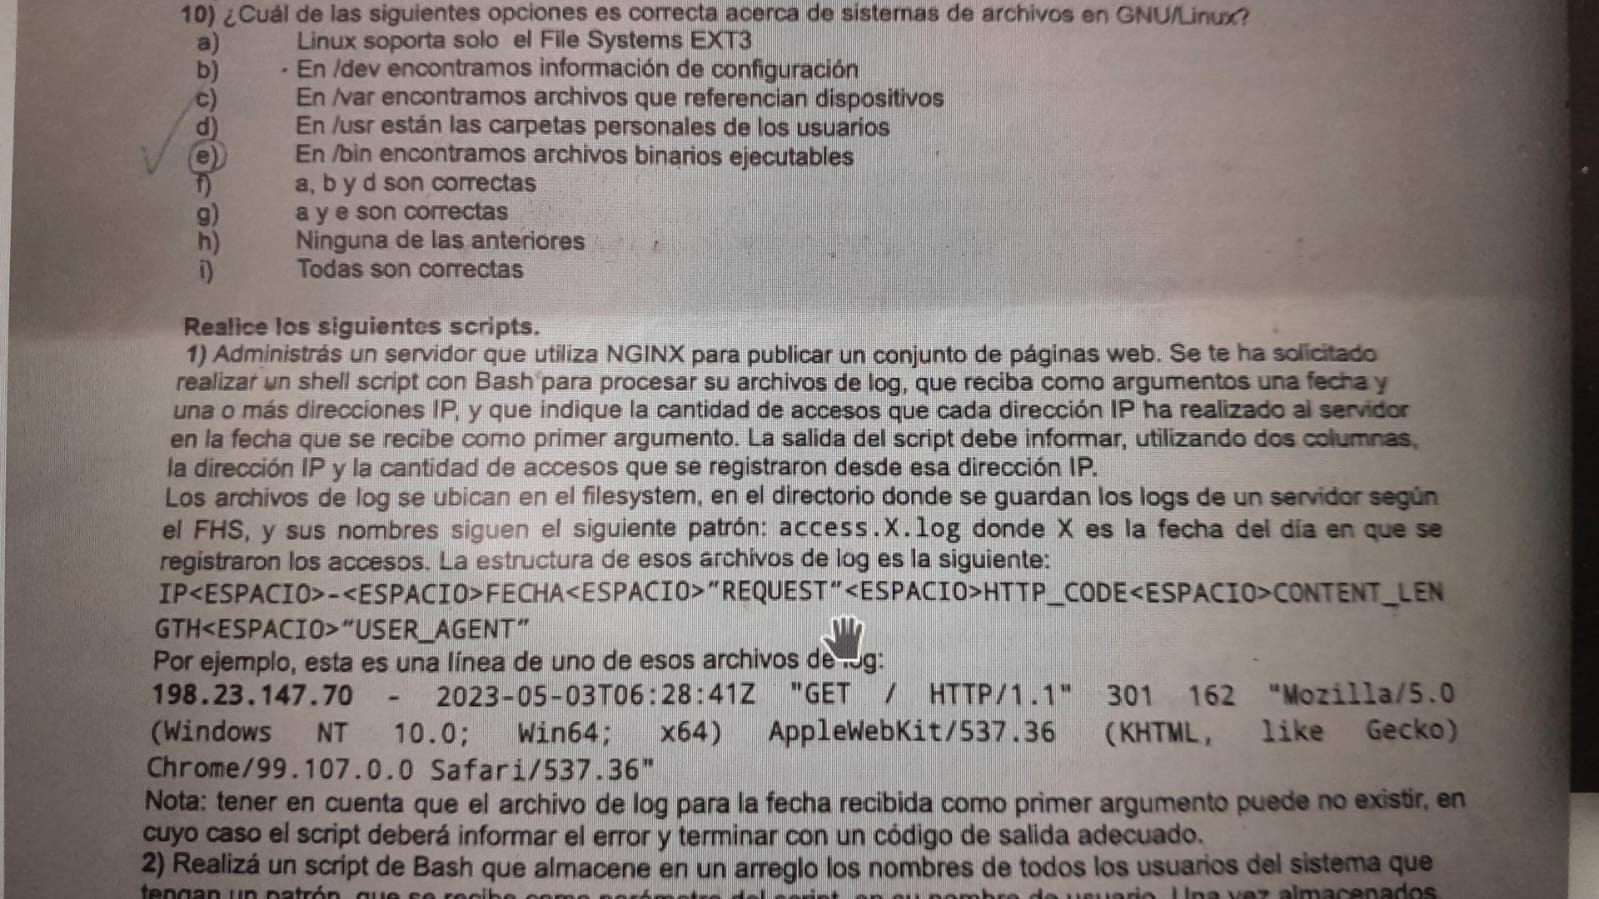 10) ¿Cuál de las siguientes opciones es correcta acerca de sistemas de archivos en GNU/Linux?
a) Linux soporta solo el File Systems EXT3
b) · En /dev encontramos información de configuración
c) En /var encontramos archivos que referencian dispositivos
d) En /usr están las carpetas personales de los usuarios
e) En /bin encontramos archivos binarios ejecutables
f) a, b y d son correctas
g) a y e son correctas
h) Ninguna de las anteriores
i) Todas son correctas
Realice los siguientes scripts.
1) Administrás un servidor que utiliza NGINX para publicar un conjunto de páginas web. Se te ha solicitado
realizar un shell script con Bash para procesar su archivos de log, que reciba como argumentos una fecha y
una o más direcciones IP, y que indique la cantidad de accesos que cada dirección IP ha realizado al servidor
en la fecha que se recibe como primer argumento. La salida del script debe informar, utilizando dos columnas,
la dirección IP y la cantidad de accesos que se registraron desde esa dirección IP.
Los archivos de log se ubican en el filesystem, en el directorio donde se guardan los logs de un servidor según
el FHS, y sus nombres siguen el siguiente patrón: access.X.log donde X es la fecha del día en que se
registraron los accesos. La estructura de esos archivos de log es la siguiente:
IP<ESPACIO>-<ESPACIO>FECHA<ESPACIO>"REQUEST"<ESPACIO>HTTP_CODE<ESPACIO>CONTENT_LEN
GTH<ESPACIO>"USER_AGENT"
Por ejemplo, esta es una línea de uno de esos archivos de log:
198.23.147.70 - 2023-05-03T06:28:41Z "GET / HTTP/1.1" 301 162 "Mozilla/5.0
(Windows NT 10.0; Win64; x64) AppleWebKit/537.36 (KHTML, like Gecko)
Chrome/99.107.0.0 Safari/537.36"
Nota: tener en cuenta que el archivo de log para la fecha recibida como primer argumento puede no existir, en
cuyo caso el script deberá informar el error y terminar con un código de salida adecuado.
2) Realizá un script de Bash que almacene en un arreglo los nombres de todos los usuarios del sistema que
tengan un patrón, que se recibe como parámetro del script, en su nombre de usuario. Una vez almacenados